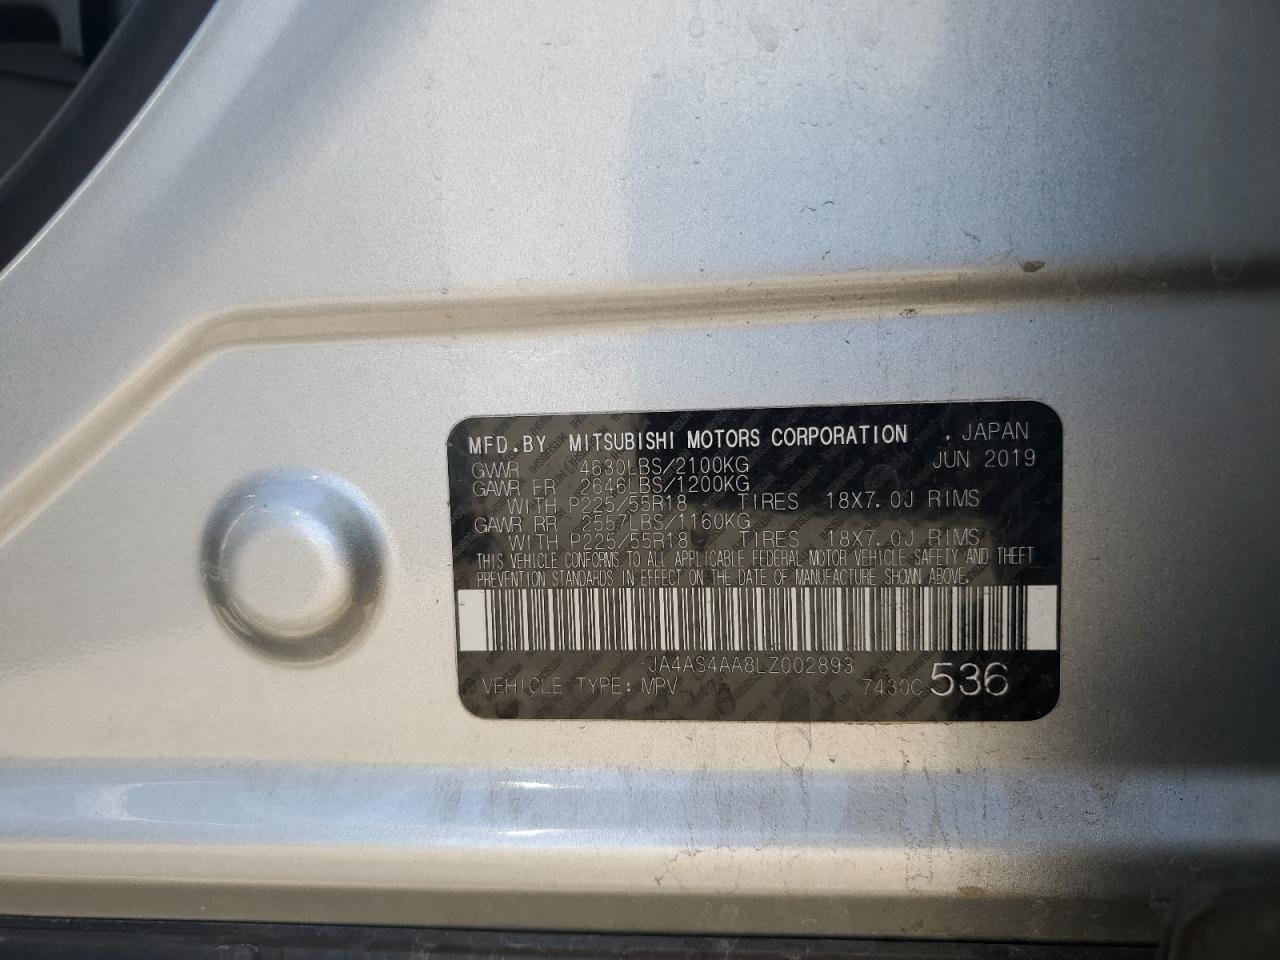 MFD.BY MITSUBISHI MOTORS CORPORATION . JAPAN
GVWR 4630LBS/2100KG JUN 2019
GAWR FR 2646LBS/1200KG
WITH P225/55R18 TIRES 18X7.0J RIMS
GAWR RR 2557LBS/1160KG
WITH P225/55R18 TIRES 18X7.0J RIMS
THIS VEHICLE CONFORMS TO ALL APPLICABLE FEDERAL MOTOR VEHICLE SAFETY AND THEFT
PREVENTION STANDARDS IN EFFECT ON THE DATE OF MANUFACTURE SHOWN ABOVE.
JA4AS4AA8LZ002893
VEHICLE TYPE: MPV 7430C 536